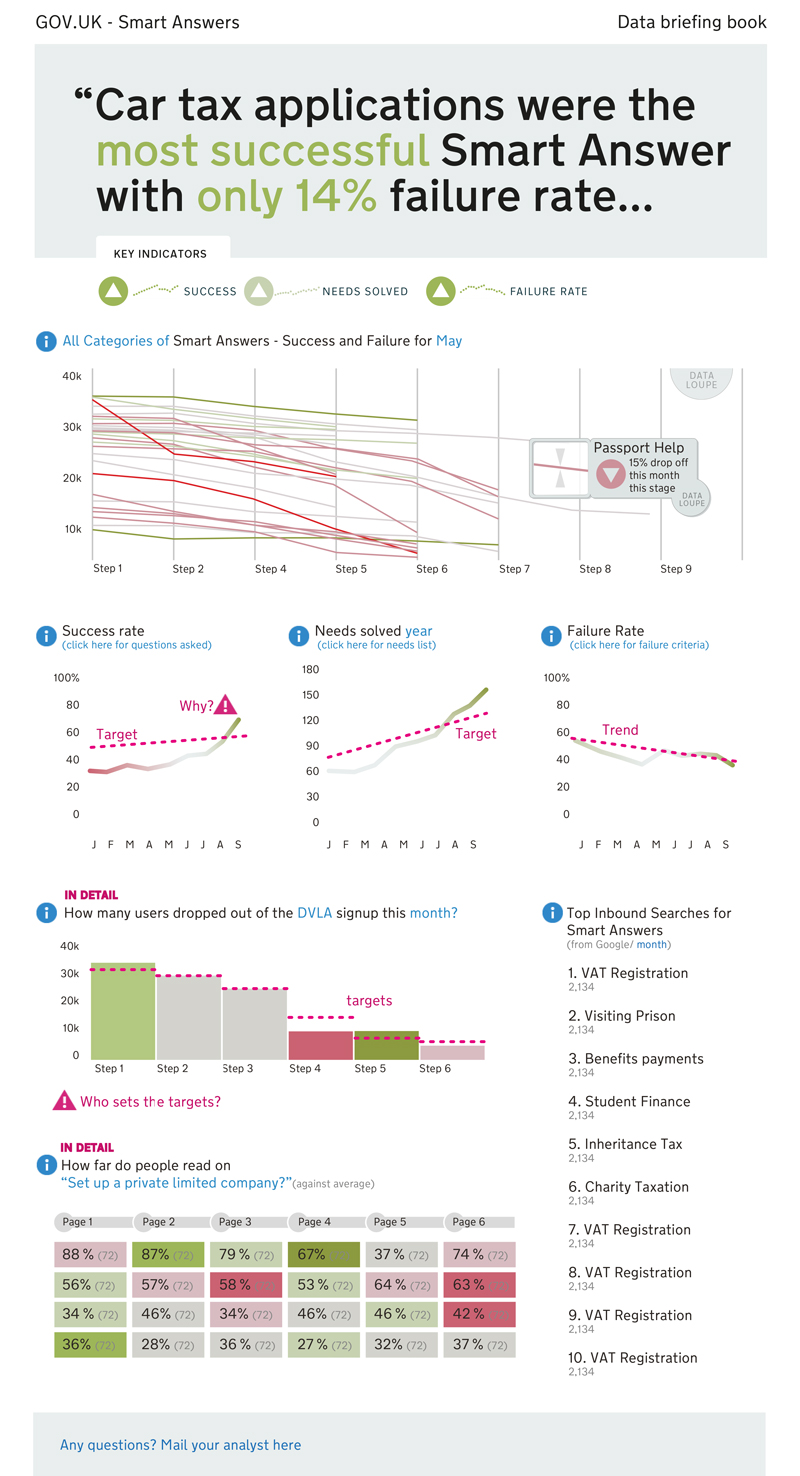 GOV.UK - Smart Answers
Data briefing book
“Car tax applications were the
most successful Smart Answer
with only 14% failure rate...
KEY INDICATORS
SUCCESS
NEEDS SOLVED
FAILURE RATE
i All Categories of Smart Answers - Success and Failure for May
40k
30k
20k
10k
DATA
LOUPE
Passport Help
15% drop off
this month
this stage
DATA
LOUPE
Step 1 Step 2 Step 4 Step 5 Step 6 Step 7 Step 8 Step 9
i Success rate
(click here for questions asked)
100%
80
60
40
20
0
Why? !
Target
J F M A M J J A S
i Needs solved year
(click here for needs list)
180
150
120
90
60
30
0
Target
J F M A M J J A S
i Failure Rate
(click here for failure criteria)
100%
80
60
40
20
0
Trend
J F M A M J J A S
IN DETAIL
i How many users dropped out of the DVLA signup this month?
40k
30k
20k
10k
0
targets
Step 1 Step 2 Step 3 Step 4 Step 5 Step 6
! Who sets the targets?
IN DETAIL
i How far do people read on
“Set up a private limited company?”(against average)
Page 1 Page 2 Page 3 Page 4 Page 5 Page 6
88 % (72) 87% (72) 79 % (72) 67% (72) 37 % (72) 74 % (72)
56% (72) 57% (72) 58 % (72) 53 % (72) 64 % (72) 63 % (72)
34 % (72) 46% (72) 34% (72) 46% (72) 46 % (72) 42 % (72)
36% (72) 28% (72) 36 % (72) 27 % (72) 32% (72) 37 % (72)
i Top Inbound Searches for
Smart Answers
(from Google/ month)
1. VAT Registration
2,134
2. Visiting Prison
2,134
3. Benefits payments
2,134
4. Student Finance
2,134
5. Inheritance Tax
2,134
6. Charity Taxation
2,134
7. VAT Registration
2,134
8. VAT Registration
2,134
9. VAT Registration
2,134
10. VAT Registration
2,134
Any questions? Mail your analyst here